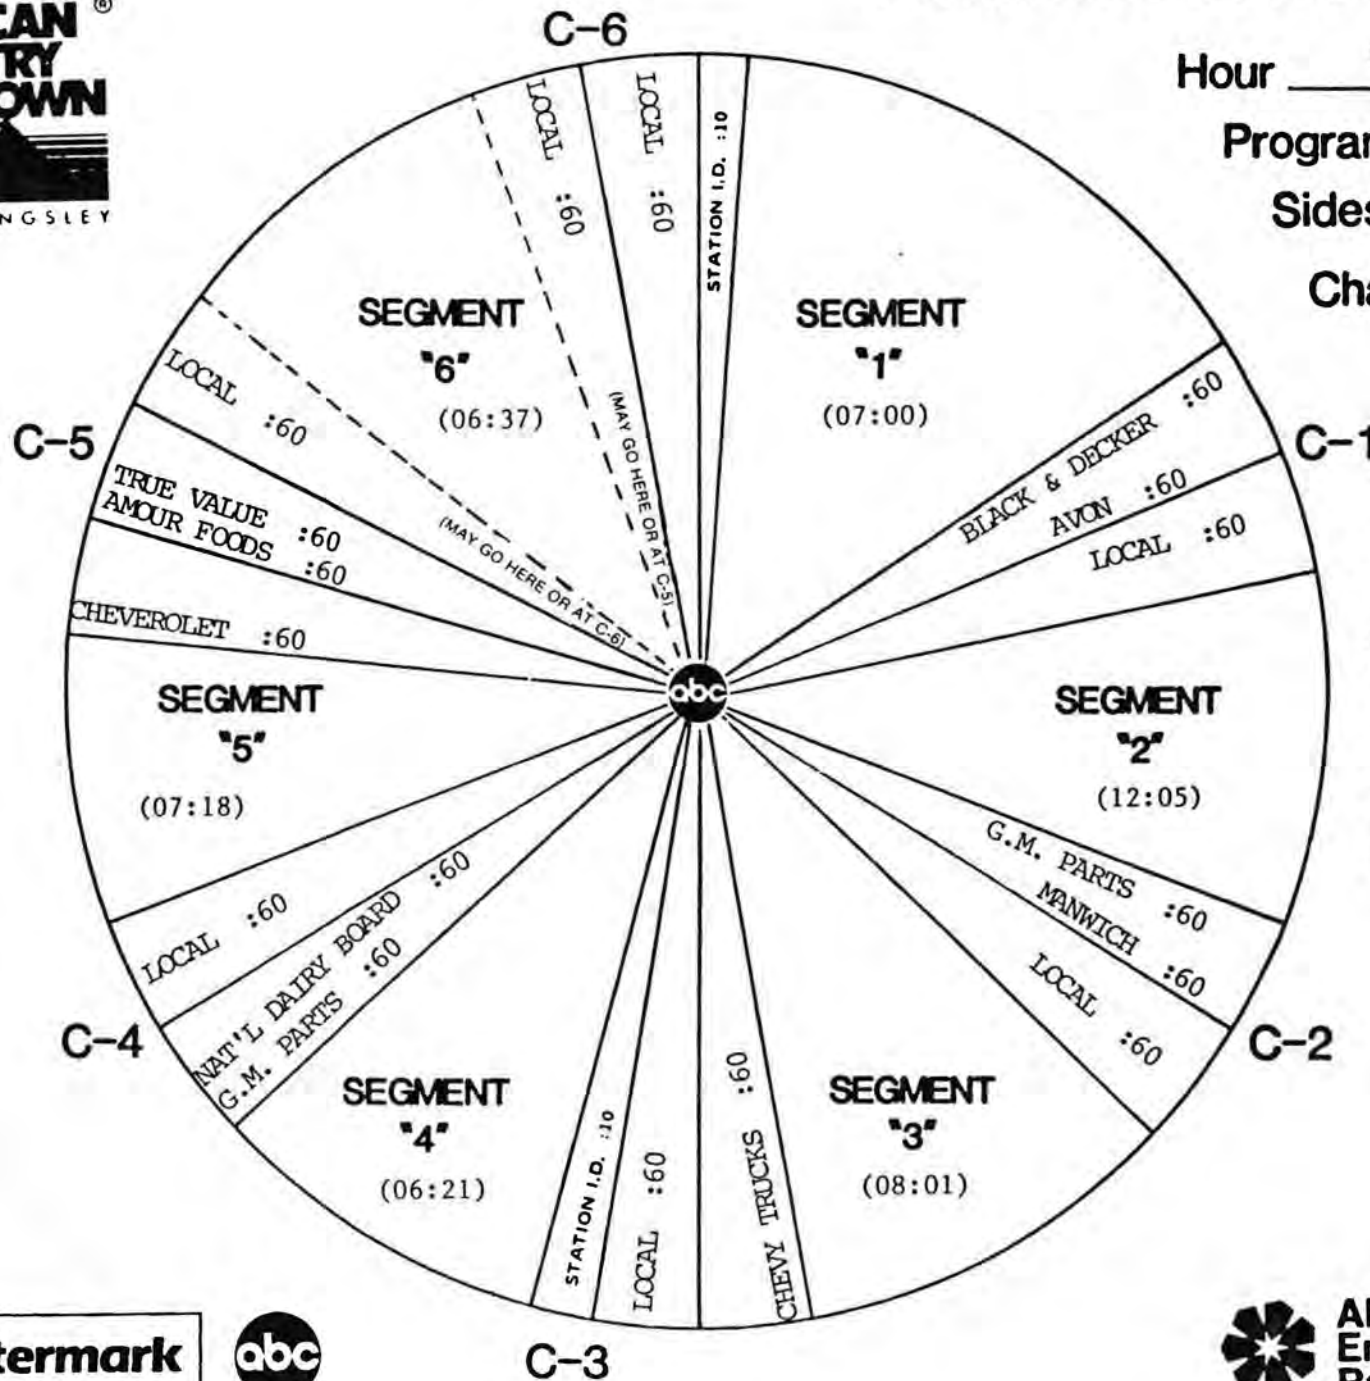 C-6
Hour
STATION I.D. :10
SEGMENT
"1"
(07:00)
BLACK & DECKER :60
AVON :60
C-1
LOCAL :60
SEGMENT
"2"
(12:05)
G.M. PARTS :60
MANWICH :60
C-2
LOCAL :60
SEGMENT
"3"
(08:01)
CHEVY TRUCKS :60
C-3
LOCAL :60
STATION I.D. :10
SEGMENT
"4"
(06:21)
G.M. PARTS :60
NAT'L DAIRY BOARD :60
C-4
LOCAL :60
SEGMENT
"5"
(07:18)
CHEVEROLET :60
AMOUR FOODS :60
TRUE VALUE :60
C-5
LOCAL :60
(MAY GO HERE OR AT C-6)
SEGMENT
"6"
(06:37)
LOCAL :60
(MAY GO HERE OR AT C-5)
LOCAL :60
abc
abc